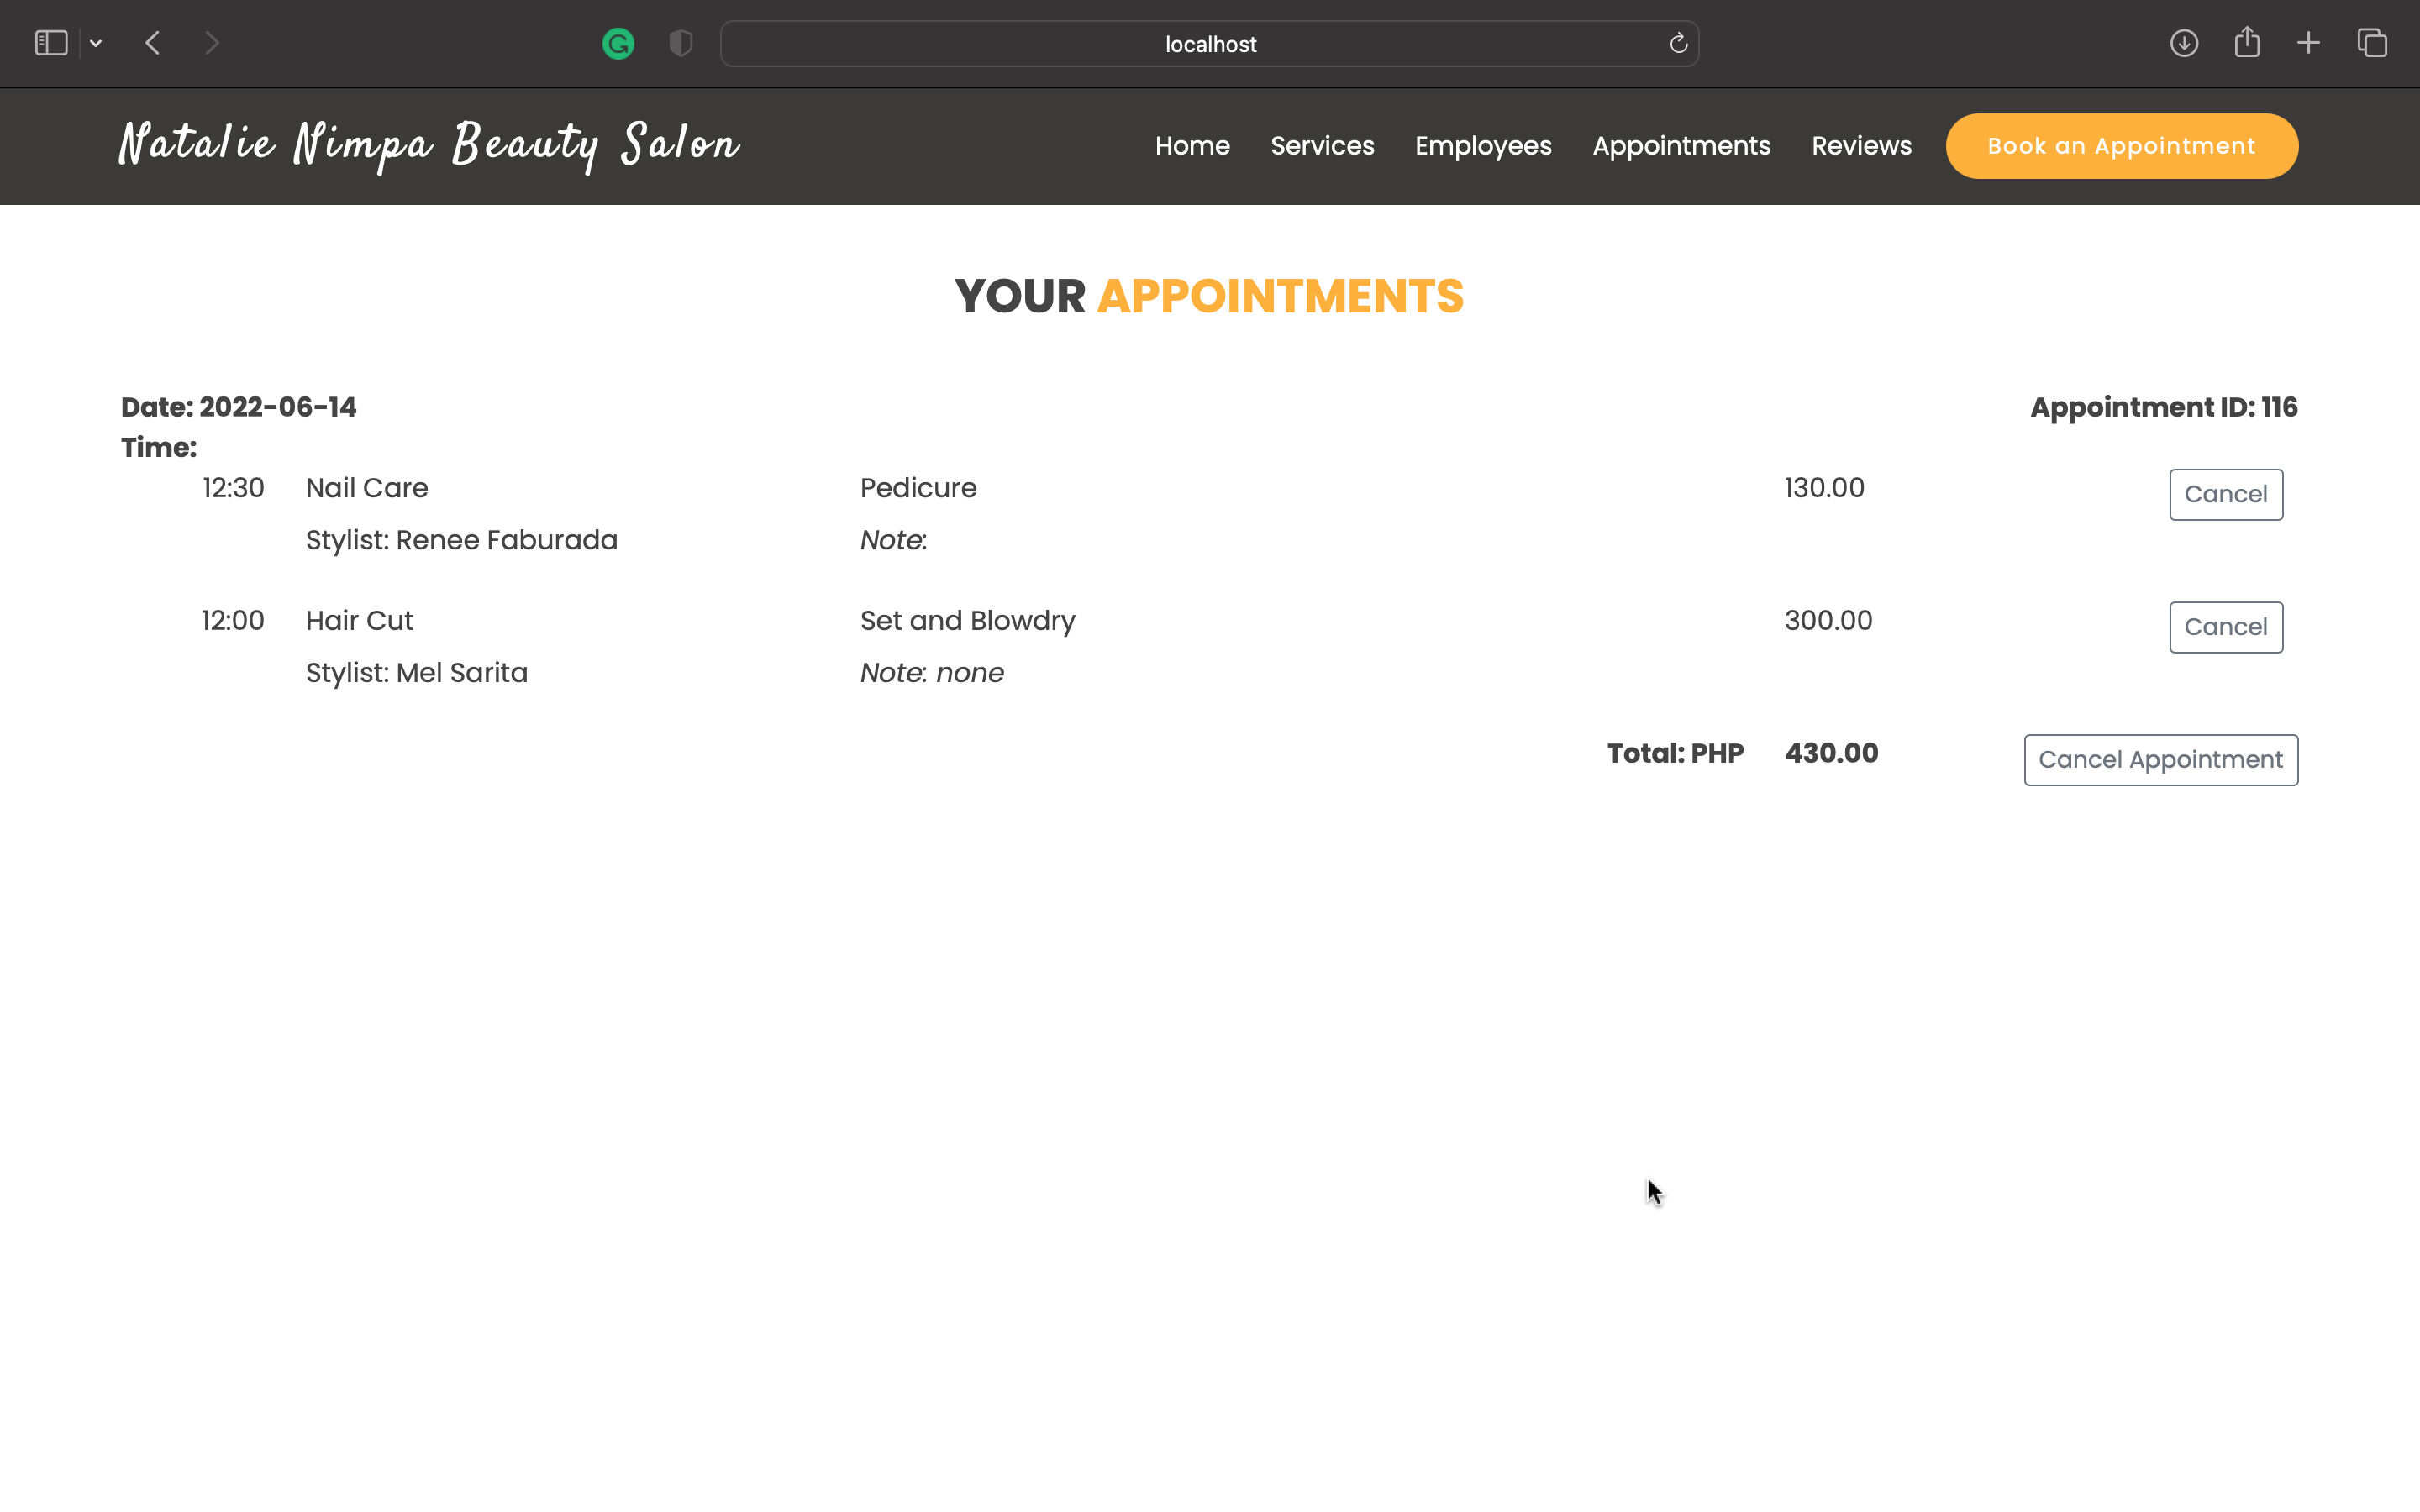 localhost
Natalie Nimpa Beauty Salon Home Services Employees Appointments Reviews Book an Appointment
YOUR APPOINTMENTS
Date: 2022-06-14 Appointment ID: 116
Time:
12:30 Nail Care Pedicure 130.00 Cancel
Stylist: Renee Faburada Note:
12:00 Hair Cut Set and Blowdry 300.00 Cancel
Stylist: Mel Sarita Note: none
Total: PHP 430.00 Cancel Appointment